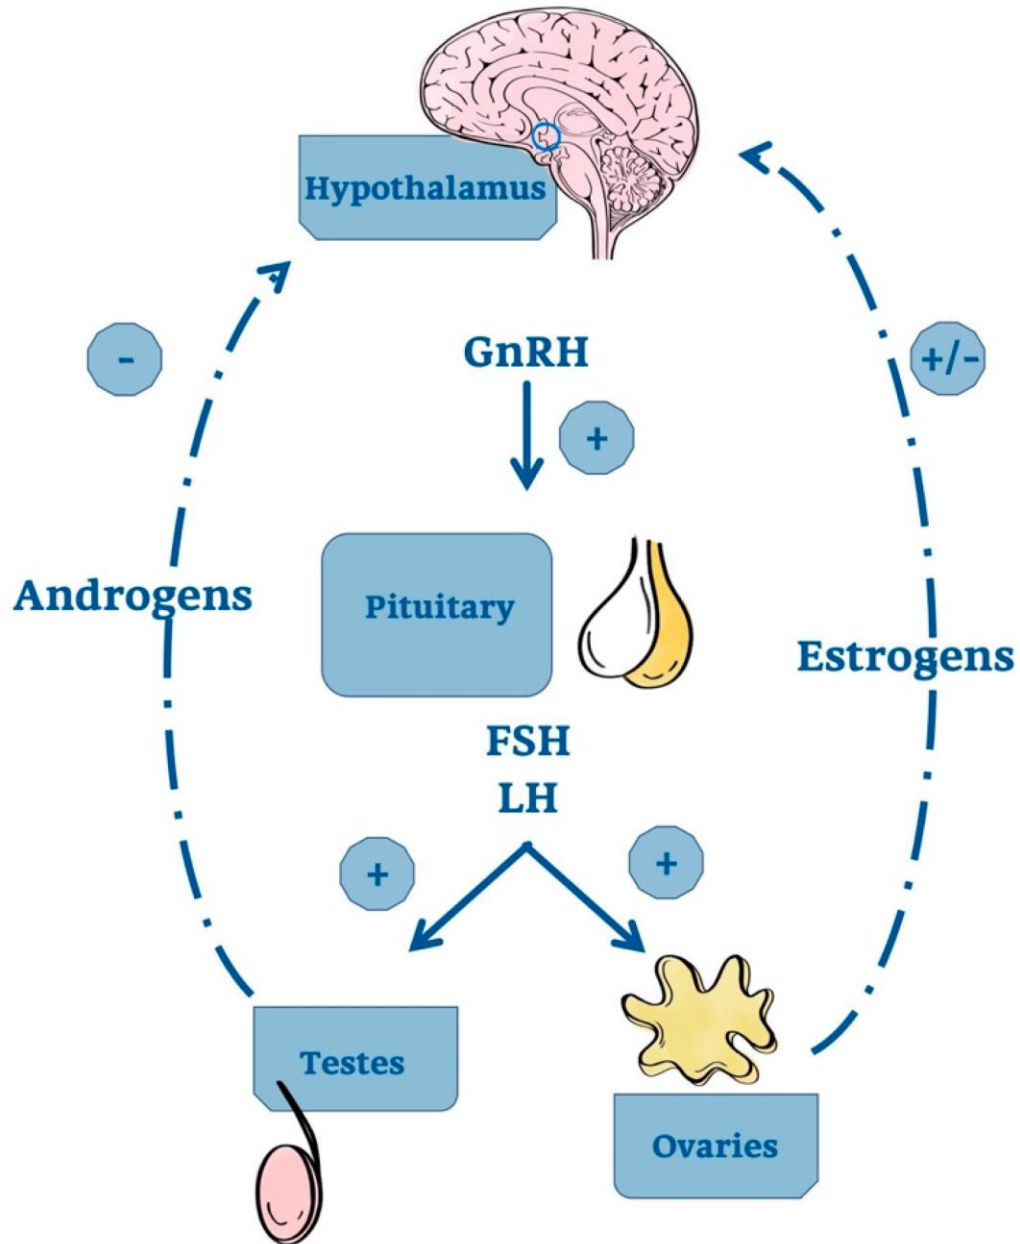 Hypothalamus
-
GnRH
+/-
+
Androgens
Pituitary
Estrogens
FSH
LH
+
+
Testes
Ovaries